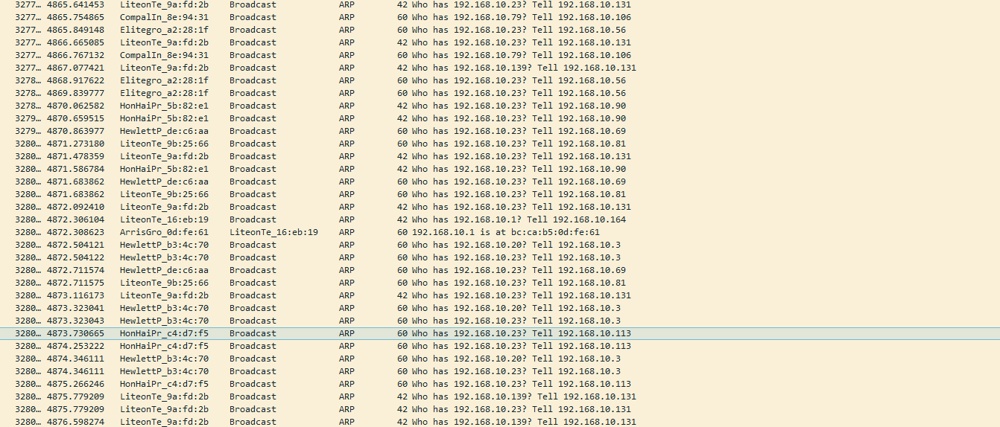 3277… 4865.641453 LiteonTe_9a:fd:2b Broadcast ARP 42 Who has 192.168.10.23? Tell 192.168.10.131
3277… 4865.754865 CompalIn_8e:94:31 Broadcast ARP 60 Who has 192.168.10.79? Tell 192.168.10.106
3277… 4865.849148 Elitegro_a2:28:1f Broadcast ARP 60 Who has 192.168.10.23? Tell 192.168.10.56
3277… 4866.665085 LiteonTe_9a:fd:2b Broadcast ARP 42 Who has 192.168.10.23? Tell 192.168.10.131
3277… 4866.767132 CompalIn_8e:94:31 Broadcast ARP 60 Who has 192.168.10.79? Tell 192.168.10.106
3277… 4867.077421 LiteonTe_9a:fd:2b Broadcast ARP 42 Who has 192.168.10.139? Tell 192.168.10.131
3278… 4868.917622 Elitegro_a2:28:1f Broadcast ARP 60 Who has 192.168.10.23? Tell 192.168.10.56
3278… 4869.839777 Elitegro_a2:28:1f Broadcast ARP 60 Who has 192.168.10.23? Tell 192.168.10.56
3278… 4870.062582 HonHaiPr_5b:82:e1 Broadcast ARP 42 Who has 192.168.10.23? Tell 192.168.10.90
3279… 4870.659515 HonHaiPr_5b:82:e1 Broadcast ARP 42 Who has 192.168.10.23? Tell 192.168.10.90
3279… 4870.863977 HewlettP_de:c6:aa Broadcast ARP 60 Who has 192.168.10.23? Tell 192.168.10.69
3280… 4871.273180 LiteonTe_9b:25:66 Broadcast ARP 60 Who has 192.168.10.23? Tell 192.168.10.81
3280… 4871.478359 LiteonTe_9a:fd:2b Broadcast ARP 42 Who has 192.168.10.23? Tell 192.168.10.131
3280… 4871.586784 HonHaiPr_5b:82:e1 Broadcast ARP 42 Who has 192.168.10.23? Tell 192.168.10.90
3280… 4871.683862 HewlettP_de:c6:aa Broadcast ARP 60 Who has 192.168.10.23? Tell 192.168.10.69
3280… 4871.683862 LiteonTe_9b:25:66 Broadcast ARP 60 Who has 192.168.10.23? Tell 192.168.10.81
3280… 4872.092410 LiteonTe_9a:fd:2b Broadcast ARP 42 Who has 192.168.10.23? Tell 192.168.10.131
3280… 4872.306104 LiteonTe_16:eb:19 Broadcast ARP 42 Who has 192.168.10.1? Tell 192.168.10.164
3280… 4872.308623 ArrisGro_0d:fe:61 LiteonTe_16:eb:19 ARP 60 192.168.10.1 is at bc:ca:b5:0d:fe:61
3280… 4872.504121 HewlettP_b3:4c:70 Broadcast ARP 60 Who has 192.168.10.20? Tell 192.168.10.3
3280… 4872.504122 HewlettP_b3:4c:70 Broadcast ARP 60 Who has 192.168.10.23? Tell 192.168.10.3
3280… 4872.711574 HewlettP_de:c6:aa Broadcast ARP 60 Who has 192.168.10.23? Tell 192.168.10.69
3280… 4872.711575 LiteonTe_9b:25:66 Broadcast ARP 60 Who has 192.168.10.23? Tell 192.168.10.81
3280… 4873.116173 LiteonTe_9a:fd:2b Broadcast ARP 42 Who has 192.168.10.23? Tell 192.168.10.131
3280… 4873.323041 HewlettP_b3:4c:70 Broadcast ARP 60 Who has 192.168.10.20? Tell 192.168.10.3
3280… 4873.323043 HewlettP_b3:4c:70 Broadcast ARP 60 Who has 192.168.10.23? Tell 192.168.10.3
3280… 4873.730665 HonHaiPr_c4:d7:f5 Broadcast ARP 60 Who has 192.168.10.23? Tell 192.168.10.113
3280… 4874.253222 HonHaiPr_c4:d7:f5 Broadcast ARP 60 Who has 192.168.10.23? Tell 192.168.10.113
3280… 4874.346111 HewlettP_b3:4c:70 Broadcast ARP 60 Who has 192.168.10.20? Tell 192.168.10.3
3280… 4874.346111 HewlettP_b3:4c:70 Broadcast ARP 60 Who has 192.168.10.23? Tell 192.168.10.3
3280… 4875.266246 HonHaiPr_c4:d7:f5 Broadcast ARP 60 Who has 192.168.10.23? Tell 192.168.10.113
3280… 4875.779209 LiteonTe_9a:fd:2b Broadcast ARP 42 Who has 192.168.10.139? Tell 192.168.10.131
3280… 4875.779209 LiteonTe_9a:fd:2b Broadcast ARP 42 Who has 192.168.10.23? Tell 192.168.10.131
3280… 4876.598274 LiteonTe_9a:fd:2b Broadcast ARP 42 Who has 192.168.10.139? Tell 192.168.10.131